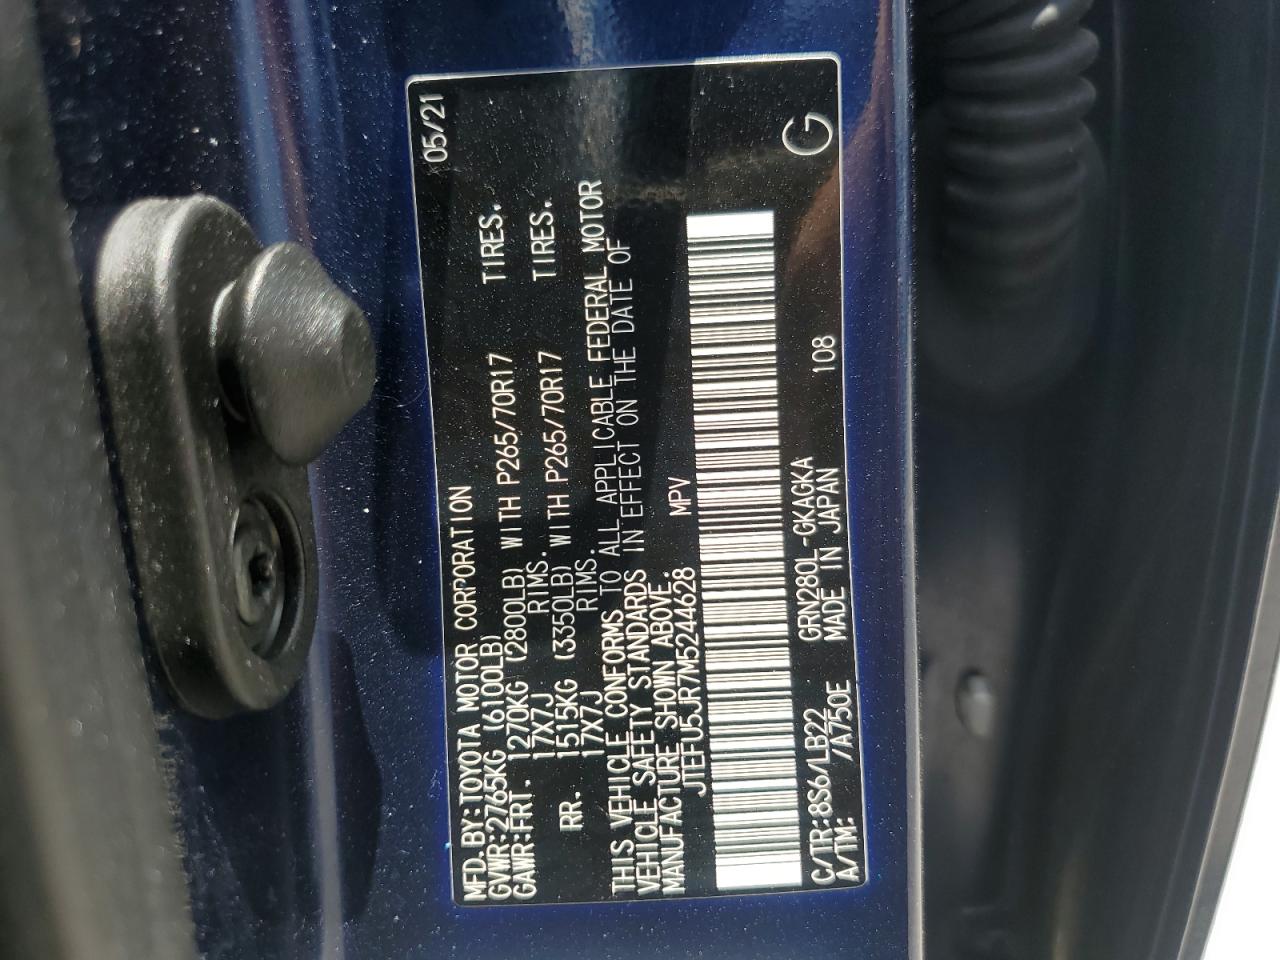 MFD.BY:TOYOTA MOTOR CORPORATION 05/21
GVWR:2765KG (6100LB)
GAWR:FRT. 1270KG (2800LB) WITH P265/70R17 TIRES.
17X7J RIMS.
RR. 1515KG (3350LB) WITH P265/70R17 TIRES.
17X7J RIMS.
THIS VEHICLE CONFORMS TO ALL APPLICABLE FEDERAL MOTOR
VEHICLE SAFETY STANDARDS IN EFFECT ON THE DATE OF
MANUFACTURE SHOWN ABOVE.
JTEFU5JR7M5244628 MPV
C/TR:8S6/LB22 GRN280L-GKAGKA 108 G
A/TM: /A750E MADE IN JAPAN